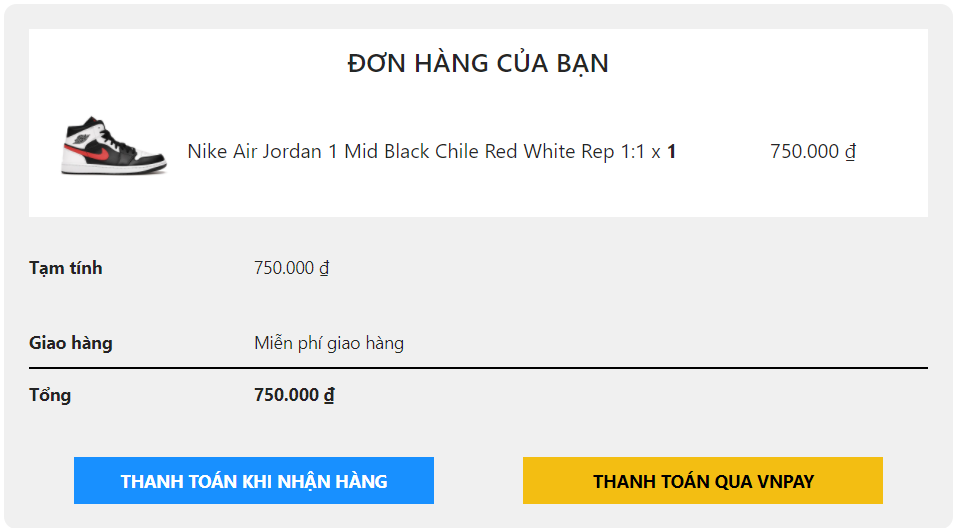 ĐƠN HÀNG CỦA BẠN
Nike Air Jordan 1 Mid Black Chile Red White Rep 1:1 x 1 750.000 ₫
Tạm tính 750.000 ₫
Giao hàng Miễn phí giao hàng
Tổng 750.000 ₫
THANH TOÁN KHI NHẬN HÀNG THANH TOÁN QUA VNPAY